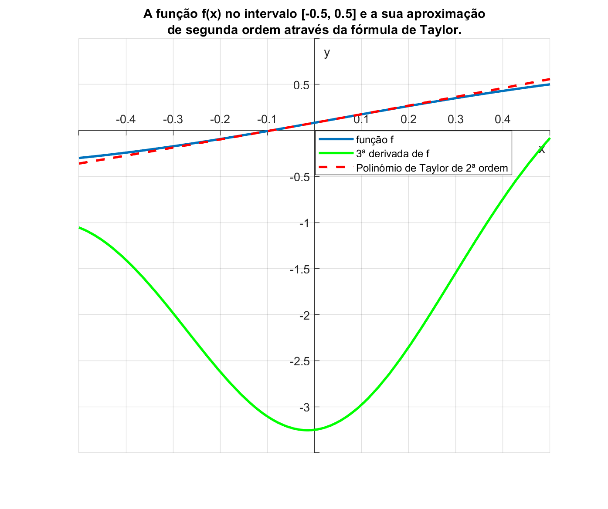 A função f(x) no intervalo [-0.5, 0.5] e a sua aproximação
de segunda ordem através da fórmula de Taylor.
y
0.5
-0.4 -0.3 -0.2 -0.1 0.1 0.2 0.3 0.4
função f
x
3ª derivada de f
Polinómio de Taylor de 2ª ordem
-0.5
-1
-1.5
-2
-2.5
-3